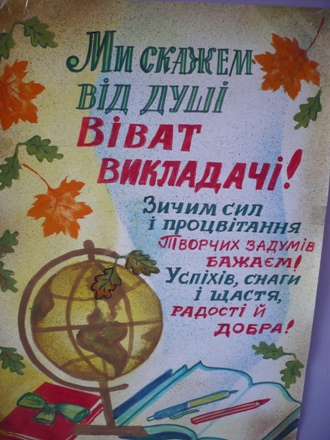 Ми скажем
від душі
Віват
викладачі!
Зичим сил
і процвітання
Творчих задумів
бажаєм!
Успіхів, снаги
і щастя,
радості й
добра!